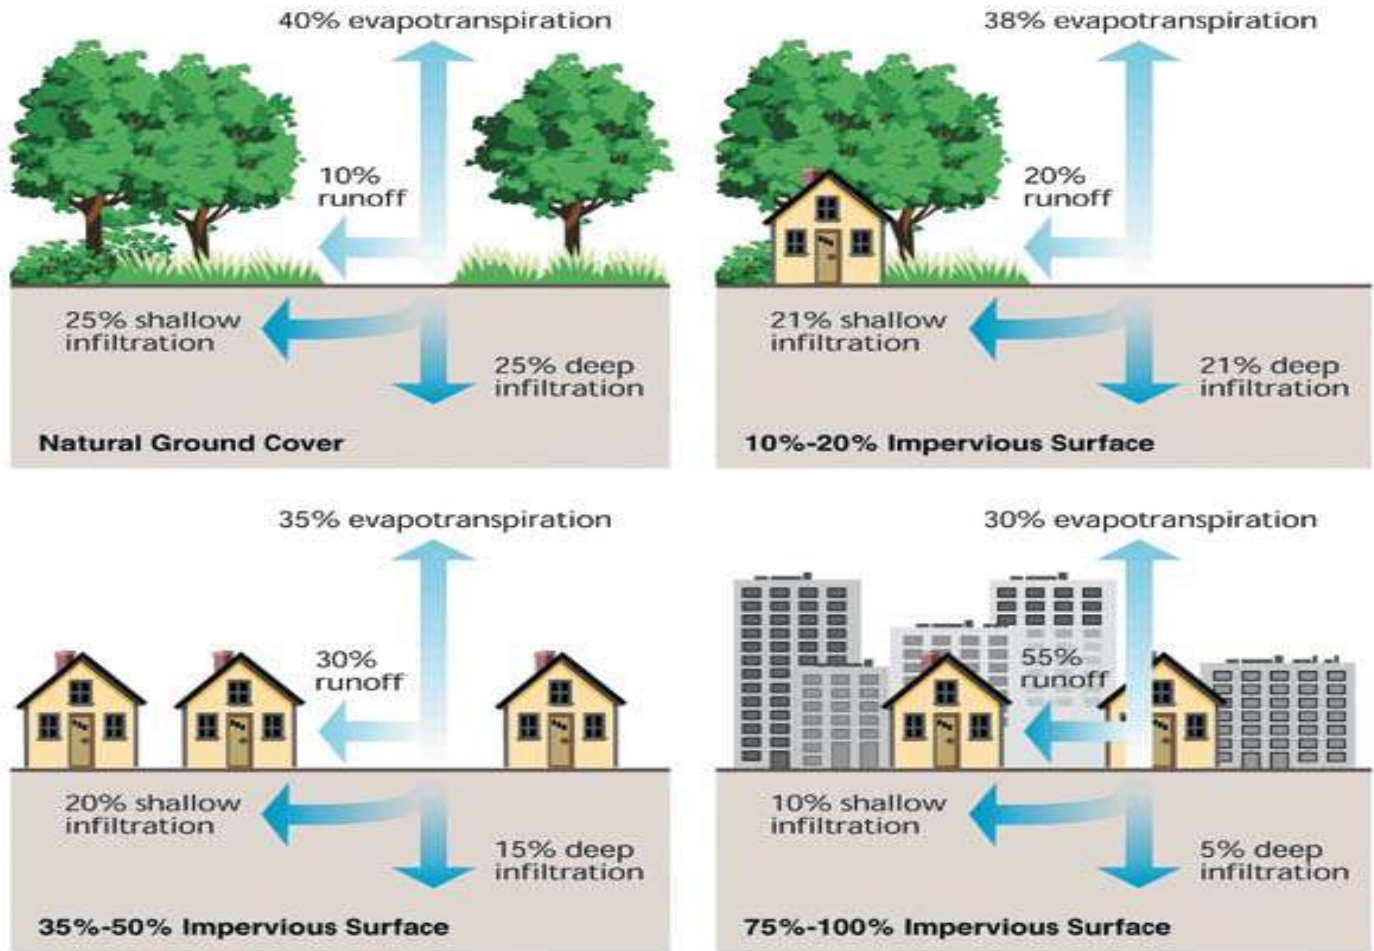 40% evapotranspiration
10%
runoff
25% shallow
infiltration
25% deep
infiltration
Natural Ground Cover
38% evapotranspiration
20%
runoff
21% shallow
infiltration
21% deep
infiltration
10%-20% Impervious Surface
35% evapotranspiration
30%
runoff
20% shallow
infiltration
15% deep
infiltration
35%-50% Impervious Surface
30% evapotranspiration
55%
runoff
10% shallow
infiltration
5% deep
infiltration
75%-100% Impervious Surface